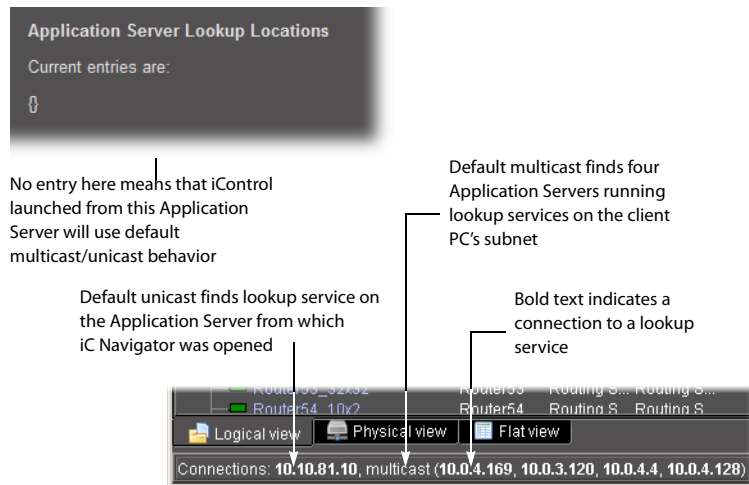 Application Server Lookup Locations
Current entries are:
{}
No entry here means that iControl
launched from this Application
Server will use default
multicast/unicast behavior
Default multicast finds four
Application Servers running
lookup services on the client
PC's subnet
Default unicast finds lookup service on
the Application Server from which
iC Navigator was opened
Bold text indicates a
connection to a lookup
service
Router53_32x32 Router53 Routing S... Routing S...
Router54_10x2 Router54 Routing S Routing S
Logical view Physical view Flat view
Connections: 10.10.81.10, multicast (10.0.4.169, 10.0.3.120, 10.0.4.4, 10.0.4.128)